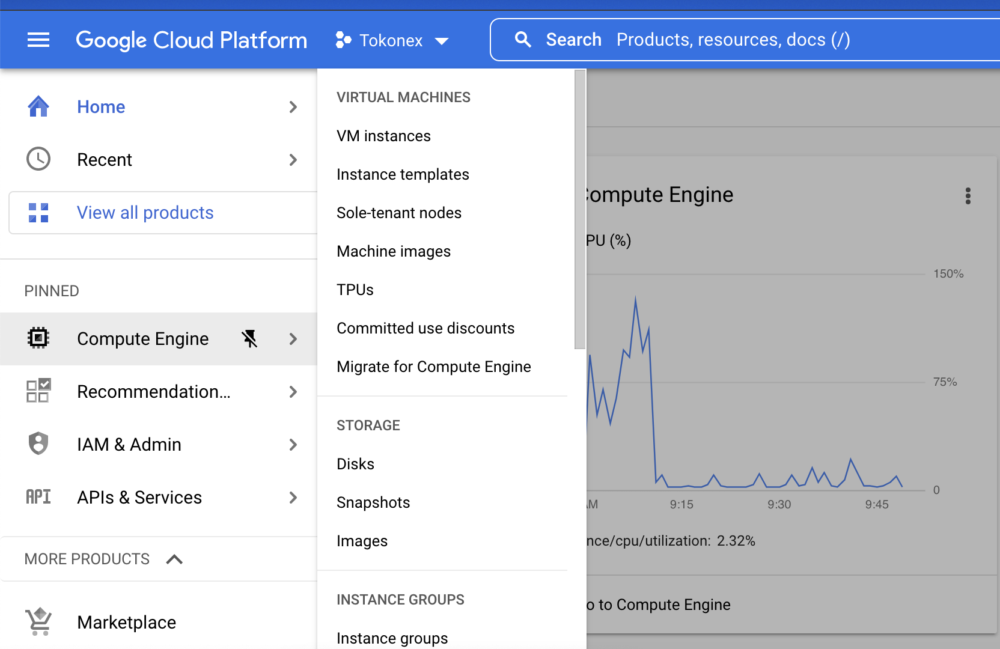 Google Cloud Platform
Tokonex
Search Products, resources, docs (/)
Home
Recent
View all products
PINNED
Compute Engine
Recommendation...
IAM & Admin
API
APIs & Services
MORE PRODUCTS
Marketplace
VIRTUAL MACHINES
VM instances
Instance templates
Sole-tenant nodes
Machine images
TPUs
Committed use discounts
Migrate for Compute Engine
STORAGE
Disks
Snapshots
Images
INSTANCE GROUPS
Instance groups
Compute Engine
PU (%)
150%
75%
0
AM 9:15 9:30 9:45
nce/cpu/utilization: 2.32%
o to Compute Engine